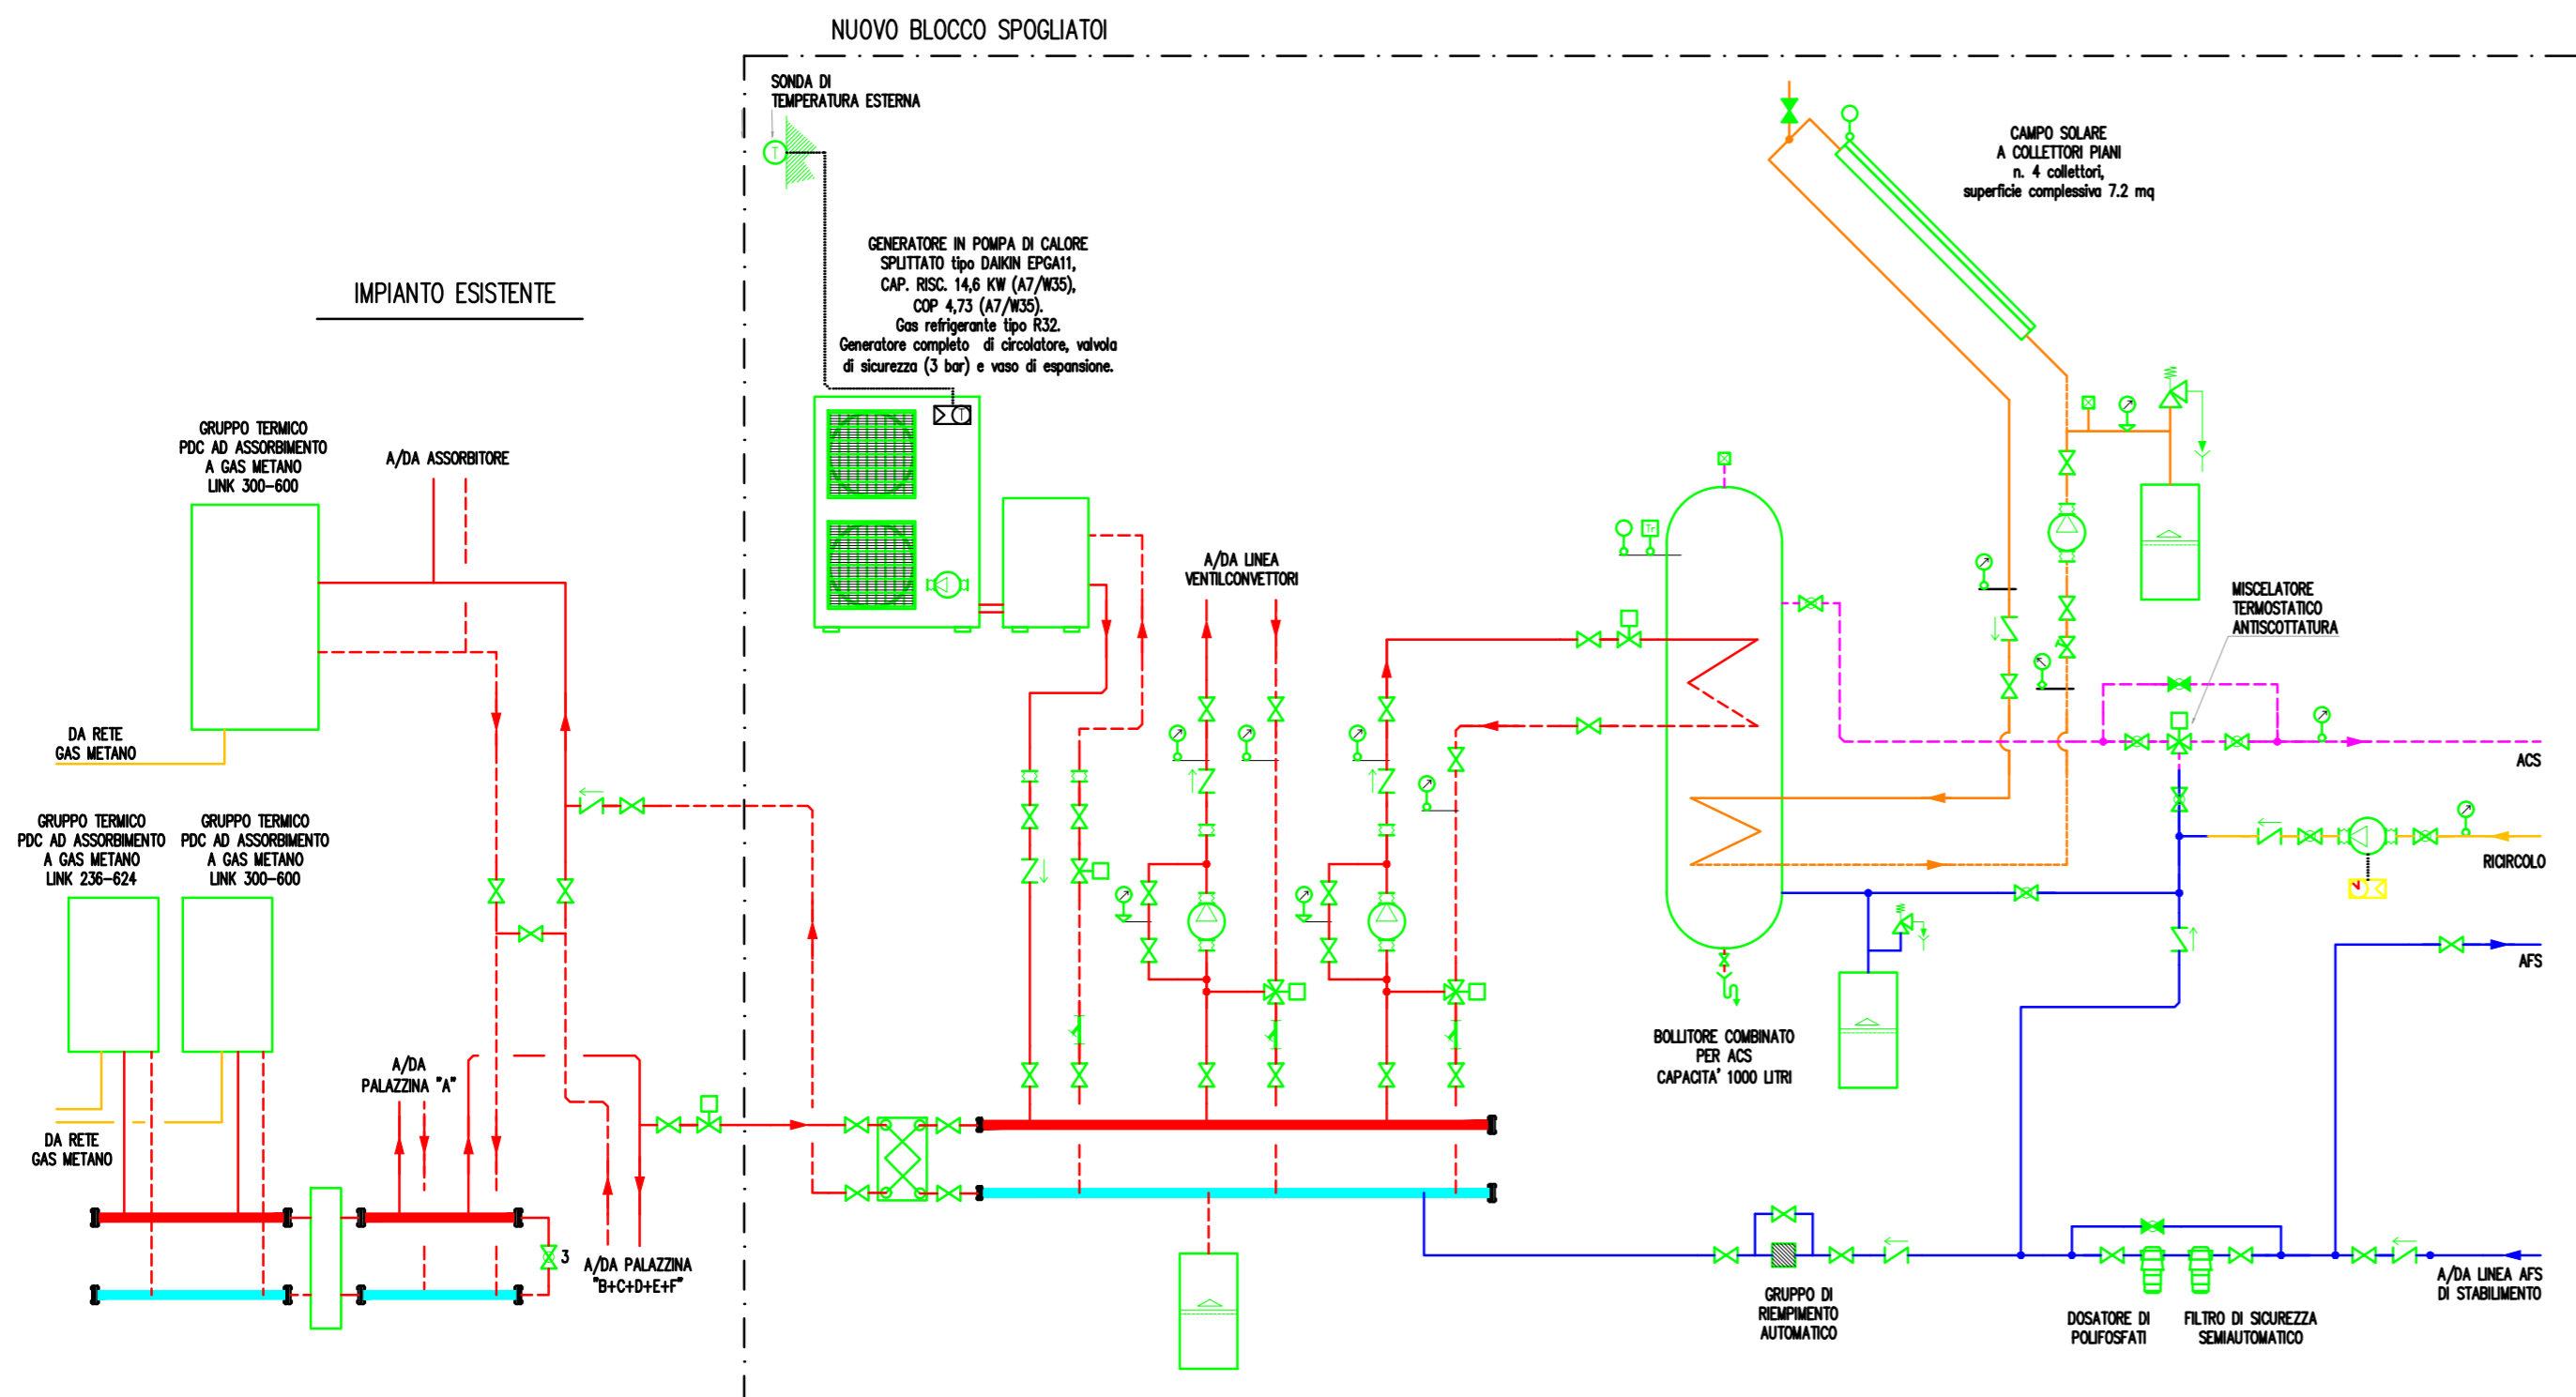 NUOVO BLOCCO SPOGLIATOI
SONDA DI
TEMPERATURA ESTERNA
T
CAMPO SOLARE
A COLLETTORI PIANI
n. 4 collettori,
superficie complessiva 7.2 mq
GENERATORE IN POMPA DI CALORE
SPLITTATO tipo DAIKIN EPGA11,
CAP. RISC. 14,6 KW (A7/W35),
COP 4,73 (A7/W35).
Gas refrigerante tipo R32.
Generatore completo di circolatore, valvola
di sicurezza (3 bar) e vaso di espansione.
T
IMPIANTO ESISTENTE
GRUPPO TERMICO
PDC AD ASSORBIMENTO
A GAS METANO
LINK 300-600
A/DA ASSORBITORE
DA RETE
GAS METANO
GRUPPO TERMICO
PDC AD ASSORBIMENTO
A GAS METANO
LINK 236-624
GRUPPO TERMICO
PDC AD ASSORBIMENTO
A GAS METANO
LINK 300-600
A/DA
PALAZZINA "A"
DA RETE
GAS METANO
3
A/DA PALAZZINA
"B+C+D+E+F"
A/DA LINEA
VENTILCONVETTORI
Tr
MISCELATORE
TERMOSTATICO
ANTISCOTTATURA
ACS
RICIRCOLO
AFS
BOLLITORE COMBINATO
PER ACS
CAPACITA' 1000 LITRI
GRUPPO DI
RIEMPIMENTO
AUTOMATICO
DOSATORE DI
POLIFOSFATI
FILTRO DI SICUREZZA
SEMIAUTOMATICO
A/DA LINEA AFS
DI STABILIMENTO